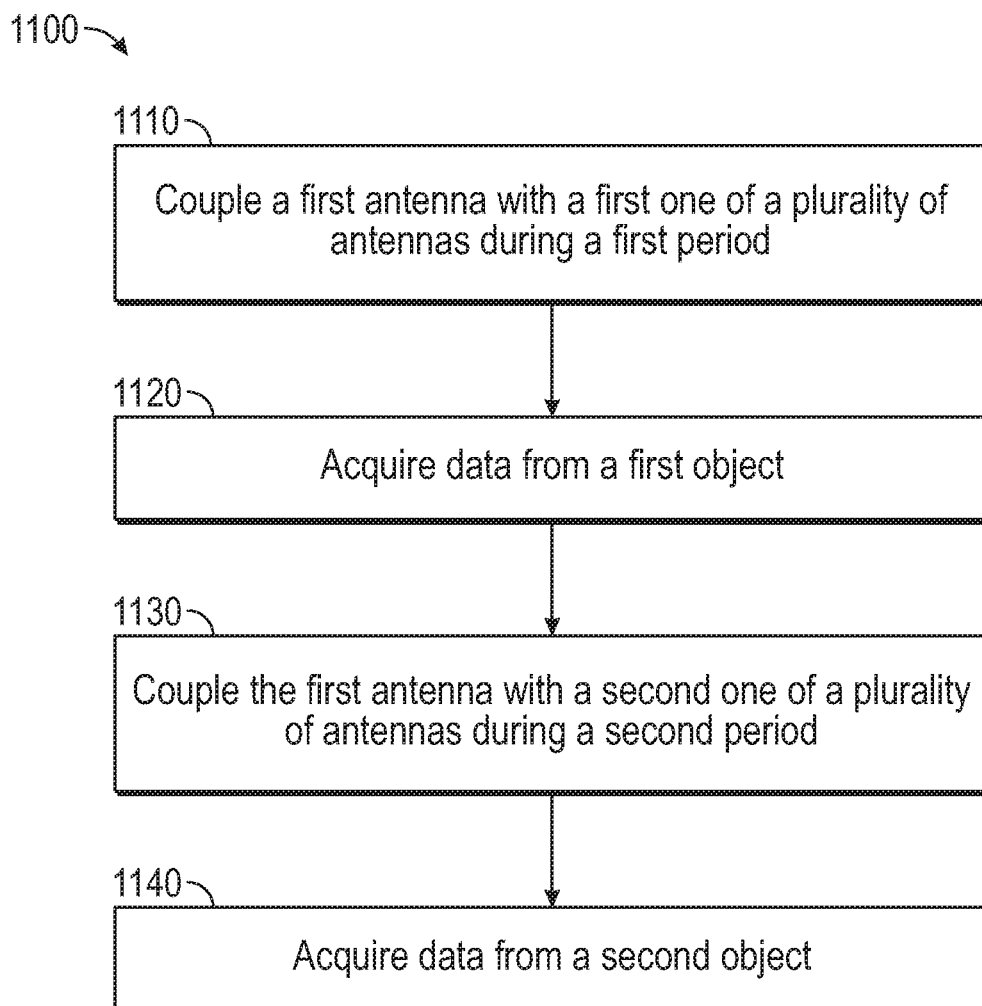 1100
1110
Couple a first antenna with a first one of a plurality of
antennas during a first period
1120
Acquire data from a first object
1130
Couple the first antenna with a second one of a plurality
of antennas during a second period
1140
Acquire data from a second object